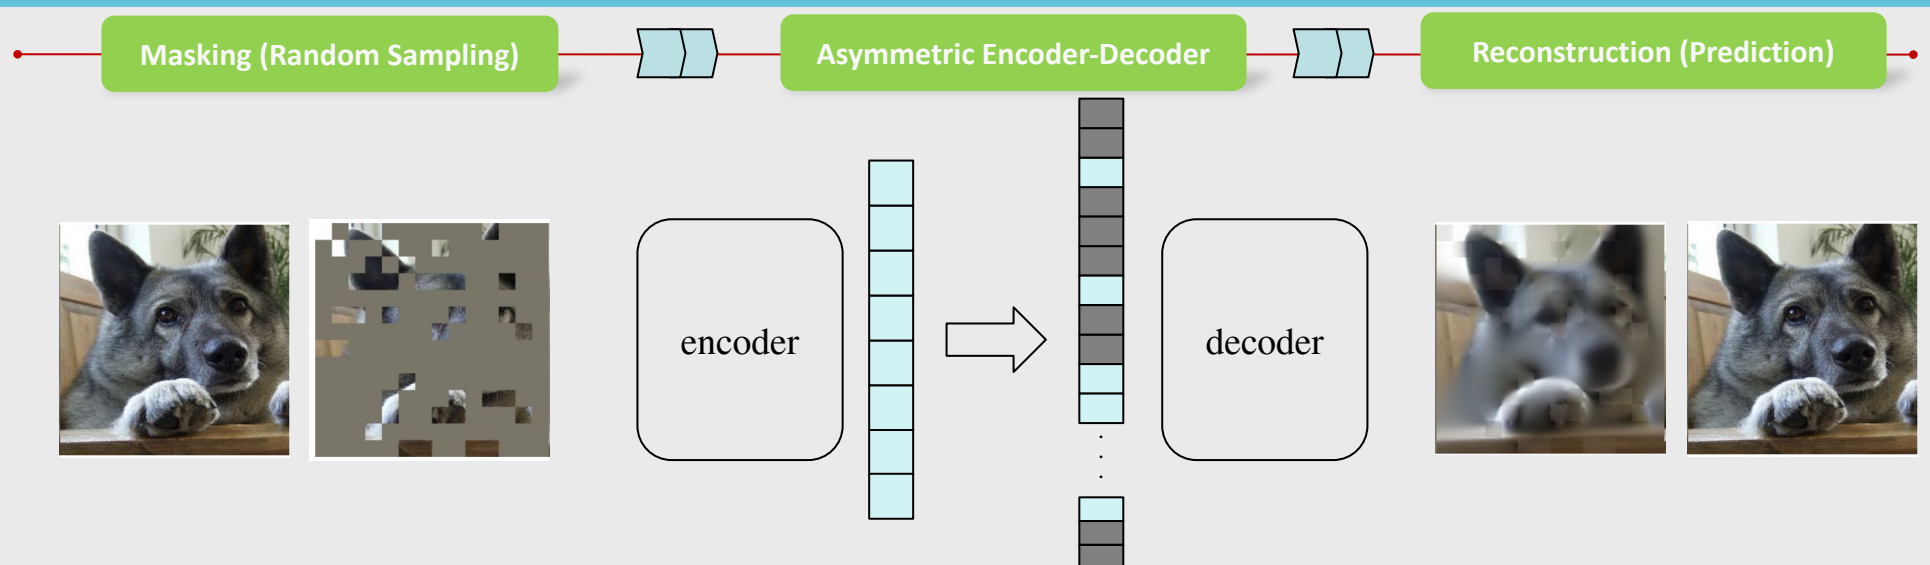 Masking (Random Sampling)
Asymmetric Encoder-Decoder
Reconstruction (Prediction)
encoder
decoder